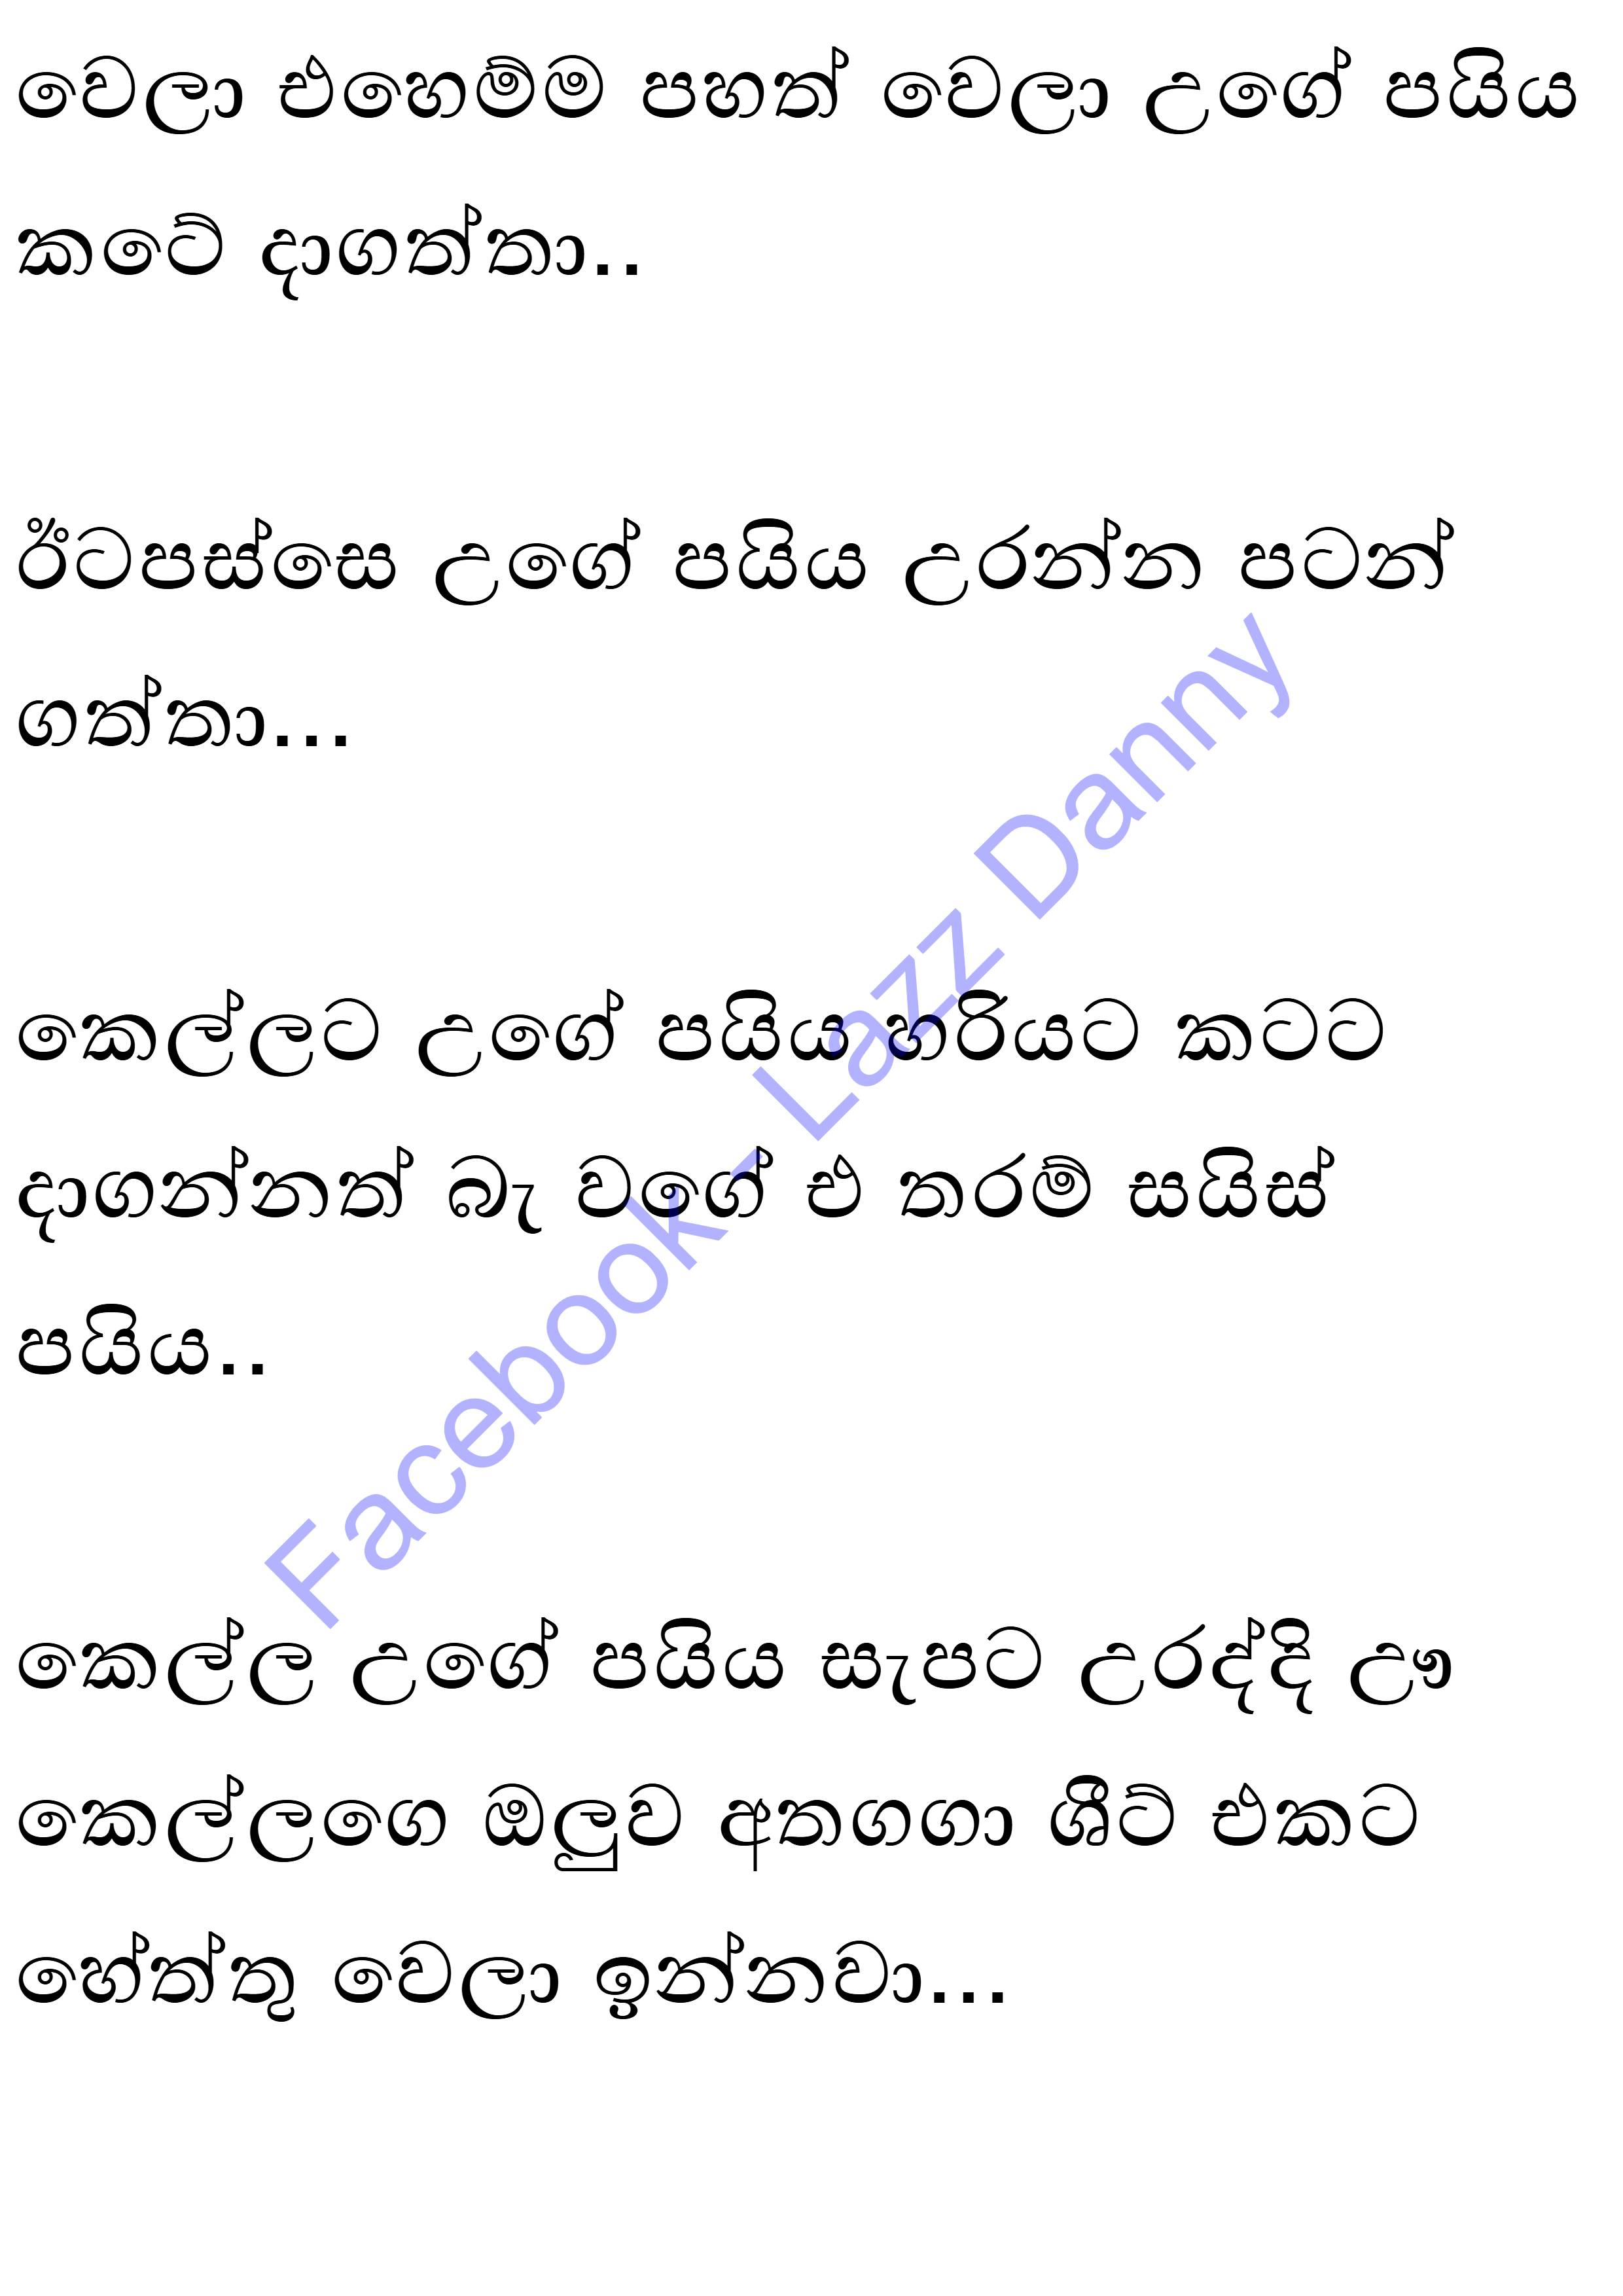 වෙලා එහෙම්ම පහත් වෙලා උගේ පයිය
කටේ දාගත්තා..
ඊටපස්සෙ උගේ පයිය උරන්න පටන්
ගත්තා...
කෙල්ලට උගේ පයිය හරියට කටට
දාගන්නත් බැ වගේ එ තරම් සයිස්
පයිය..
කෙල්ල උගේ පයිය සැපට උරද්දි ඌ
කෙල්ලගෙ ඔලුව අතගගා ශීට් එකට
හේත්තු වෙලා ඉන්නවා...
Facebook - Lazz Danny